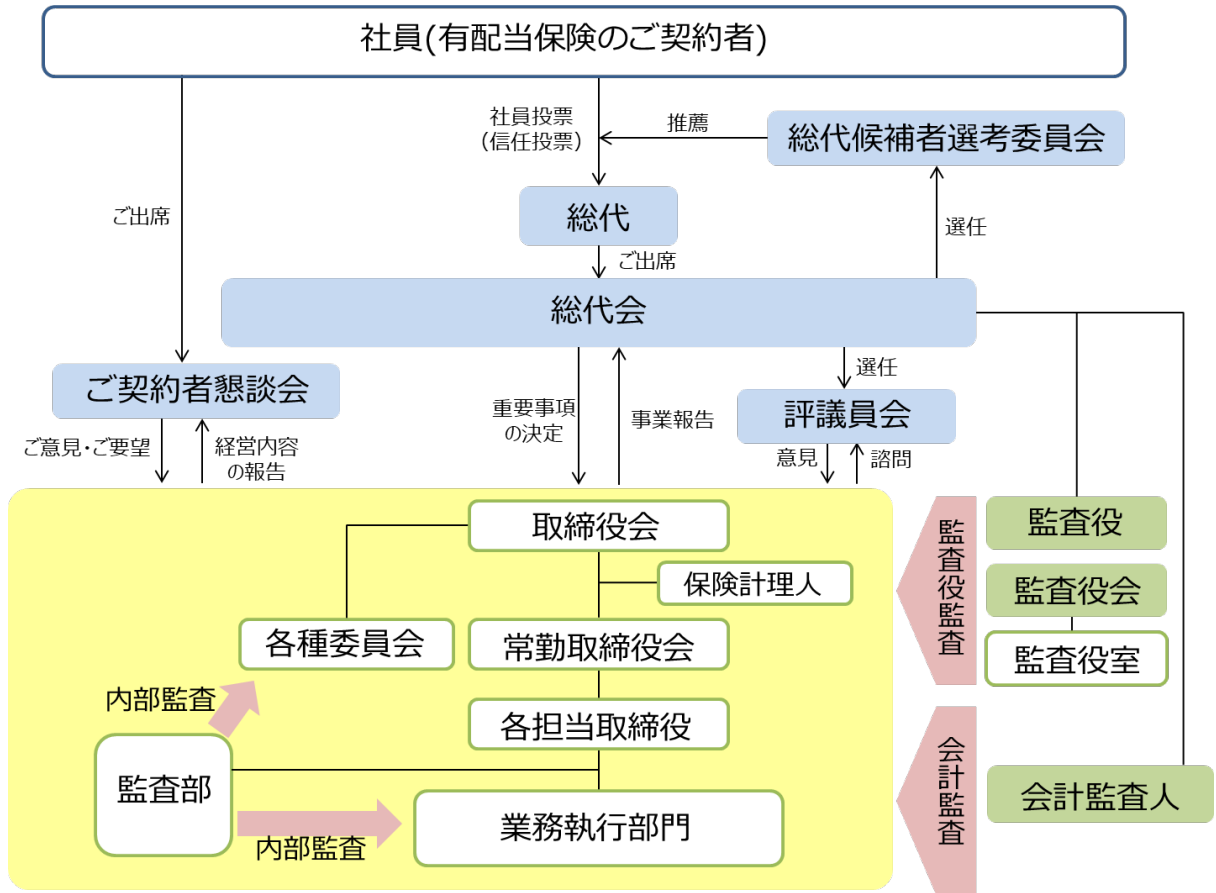 社員(有配当保険のご契約者)
社員投票
(信任投票)
推薦
総代候補者選考委員会
ご出席
総代
選任
ご出席
総代会
ご契約者懇談会
選任
重要事項
の決定
事業報告
評議員会
ご意見・ご要望
経営内容
の報告
意見
諮問
取締役会
監査役監査
監査役
保険計理人
監査役会
各種委員会
常勤取締役会
監査役室
内部監査
各担当取締役
監査部
会計監査
会計監査人
業務執行部門
内部監査